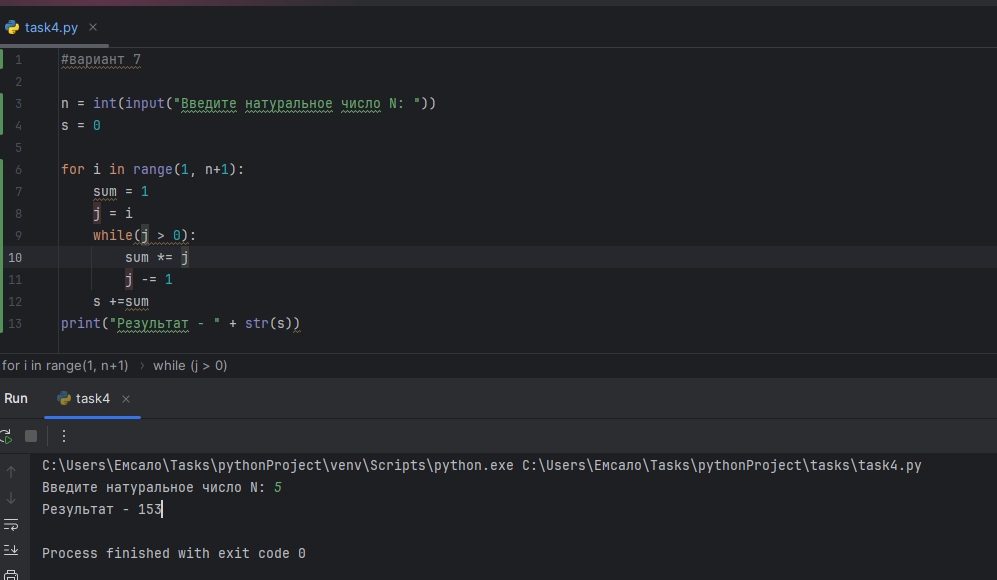 task4.py
1 #вариант 7
2
3 n = int(input("Введите натуральное число N: "))
4 s = 0
5
6 for i in range(1, n+1):
7     sum = 1
8     j = i
9     while(j > 0):
10         sum *= j
11         j -= 1
12     s +=sum
13 print("Результат - " + str(s))
for i in range(1, n+1) › while (j > 0)
Run task4
C:\Users\Емсало\Tasks\pythonProject\venv\Scripts\python.exe C:\Users\Емсало\Tasks\pythonProject\tasks\task4.py
Введите натуральное число N: 5
Результат - 153
Process finished with exit code 0